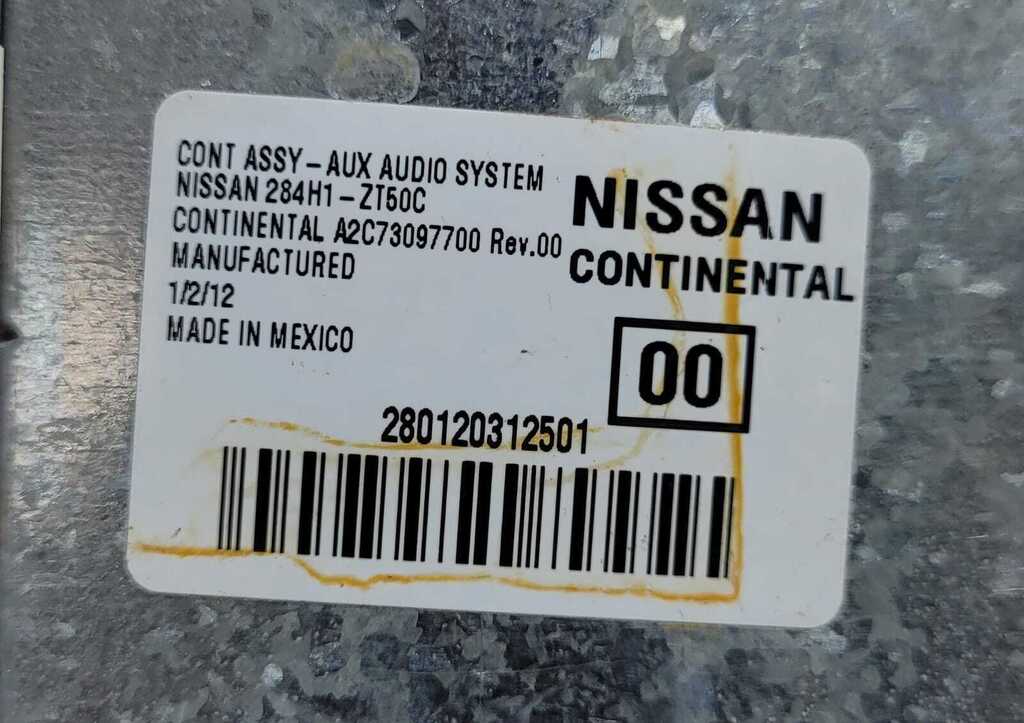 CONT ASSY-AUX AUDIO SYSTEM
NISSAN 284H1-ZT50C
CONTINENTAL A2C73097700 Rev.00
MANUFACTURED
1/2/12
MADE IN MEXICO
NISSAN
CONTINENTAL
00
280120312501